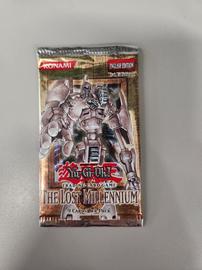 KONAMI
ENGLISH EDITION
Yu-Gi-Oh!
TRADING CARD GAME
THE LOST MILLENNIUM